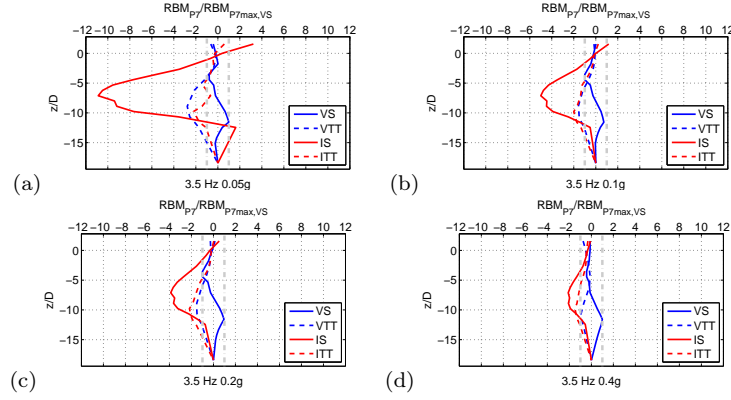 RBM_P7/RBM_P7max,VS
−12 −10 −8 −6 −4 −2 0 2 4 6 8 10 12
0
−5
−10
−15
z/D
VS
VTT
IS
ITT
(a)
3.5 Hz 0.05g
RBM_P7/RBM_P7max,VS
−12 −10 −8 −6 −4 −2 0 2 4 6 8 10 12
0
−5
−10
−15
z/D
VS
VTT
IS
ITT
(b)
3.5 Hz 0.1g
RBM_P7/RBM_P7max,VS
−12 −10 −8 −6 −4 −2 0 2 4 6 8 10 12
0
−5
−10
−15
z/D
VS
VTT
IS
ITT
(c)
3.5 Hz 0.2g
RBM_P7/RBM_P7max,VS
−12 −10 −8 −6 −4 −2 0 2 4 6 8 10 12
0
−5
−10
−15
z/D
VS
VTT
IS
ITT
(d)
3.5 Hz 0.4g